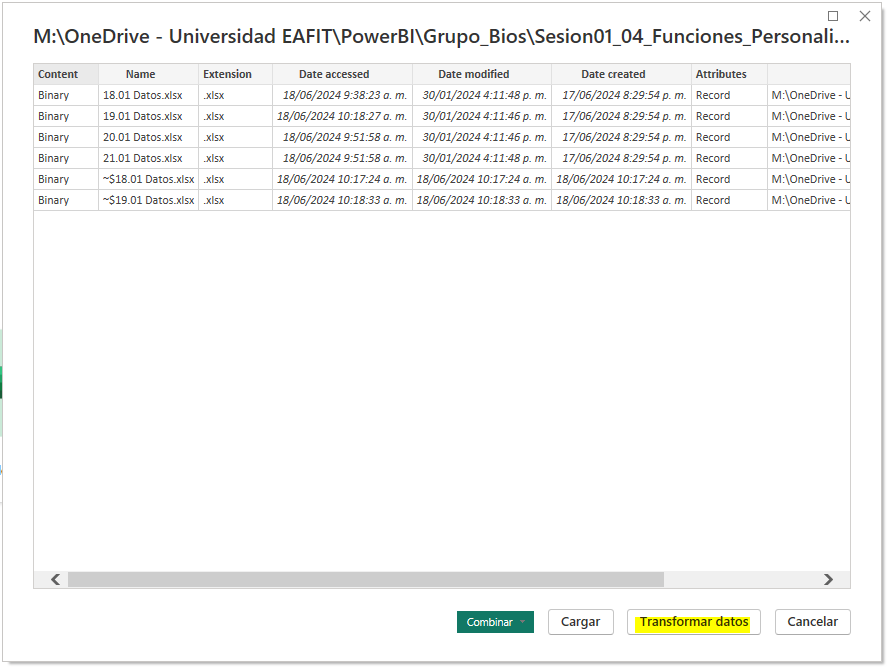 M:\OneDrive - Universidad EAFIT\PowerBI\Grupo_Bios\Sesion01_04_Funciones_Personali...
Content Name Extension Date accessed Date modified Date created Attributes
Binary 18.01 Datos.xlsx .xlsx 18/06/2024 9:38:23 a. m. 30/01/2024 4:11:48 p. m. 17/06/2024 8:29:54 p. m. Record M:\OneDrive - U
Binary 19.01 Datos.xlsx .xlsx 18/06/2024 10:18:27 a. m. 30/01/2024 4:11:46 p. m. 17/06/2024 8:29:54 p. m. Record M:\OneDrive - U
Binary 20.01 Datos.xlsx .xlsx 18/06/2024 9:51:58 a. m. 30/01/2024 4:11:46 p. m. 17/06/2024 8:29:54 p. m. Record M:\OneDrive - U
Binary 21.01 Datos.xlsx .xlsx 18/06/2024 9:51:58 a. m. 30/01/2024 4:11:48 p. m. 17/06/2024 8:29:54 p. m. Record M:\OneDrive - U
Binary ~$18.01 Datos.xlsx .xlsx 18/06/2024 10:17:24 a. m. 18/06/2024 10:17:24 a. m. 18/06/2024 10:17:24 a. m. Record M:\OneDrive - U
Binary ~$19.01 Datos.xlsx .xlsx 18/06/2024 10:18:33 a. m. 18/06/2024 10:18:33 a. m. 18/06/2024 10:18:33 a. m. Record M:\OneDrive - U
Combinar Cargar Transformar datos Cancelar